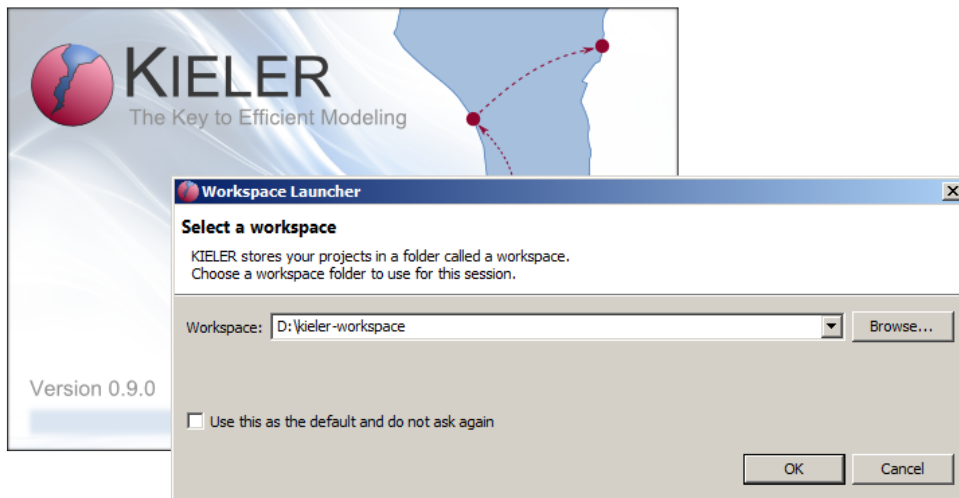 KIELER
The Key to Efficient Modeling
Workspace Launcher
Select a workspace
KIELER stores your projects in a folder called a workspace.
Choose a workspace folder to use for this session.
Workspace: D:\kieler-workspace Browse...
Version 0.9.0
Use this as the default and do not ask again
OK Cancel